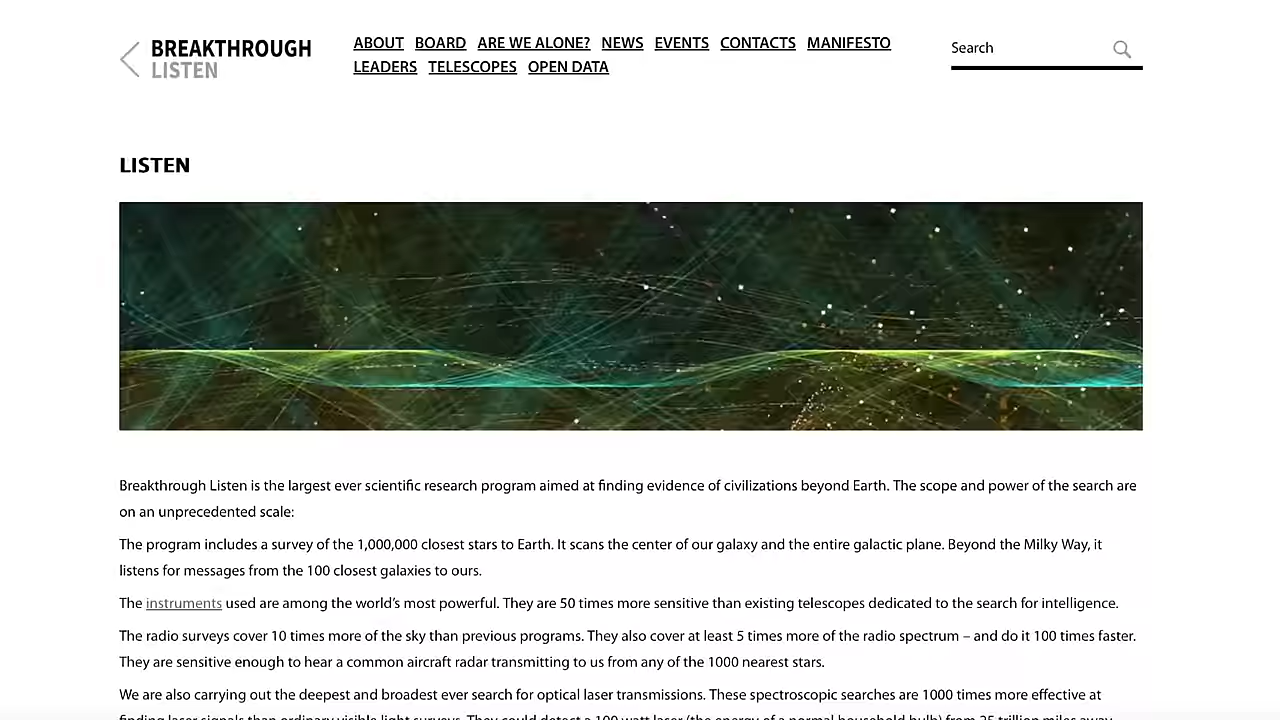 BREAKTHROUGH
LISTEN
ABOUT BOARD ARE WE ALONE? NEWS EVENTS CONTACTS MANIFESTO
LEADERS TELESCOPES OPEN DATA
Search
LISTEN
Breakthrough Listen is the largest ever scientific research program aimed at finding evidence of civilizations beyond Earth. The scope and power of the search are
on an unprecedented scale:
The program includes a survey of the 1,000,000 closest stars to Earth. It scans the center of our galaxy and the entire galactic plane. Beyond the Milky Way, it
listens for messages from the 100 closest galaxies to ours.
The instruments used are among the world’s most powerful. They are 50 times more sensitive than existing telescopes dedicated to the search for intelligence.
The radio surveys cover 10 times more of the sky than previous programs. They also cover at least 5 times more of the radio spectrum – and do it 100 times faster.
They are sensitive enough to hear a common aircraft radar transmitting to us from any of the 1000 nearest stars.
We are also carrying out the deepest and broadest ever search for optical laser transmissions. These spectroscopic searches are 1000 times more effective at
finding laser signals than ordinary visible light surveys. They could detect a 100 watt laser (the energy of a normal household bulb) from 25 trillion miles away.